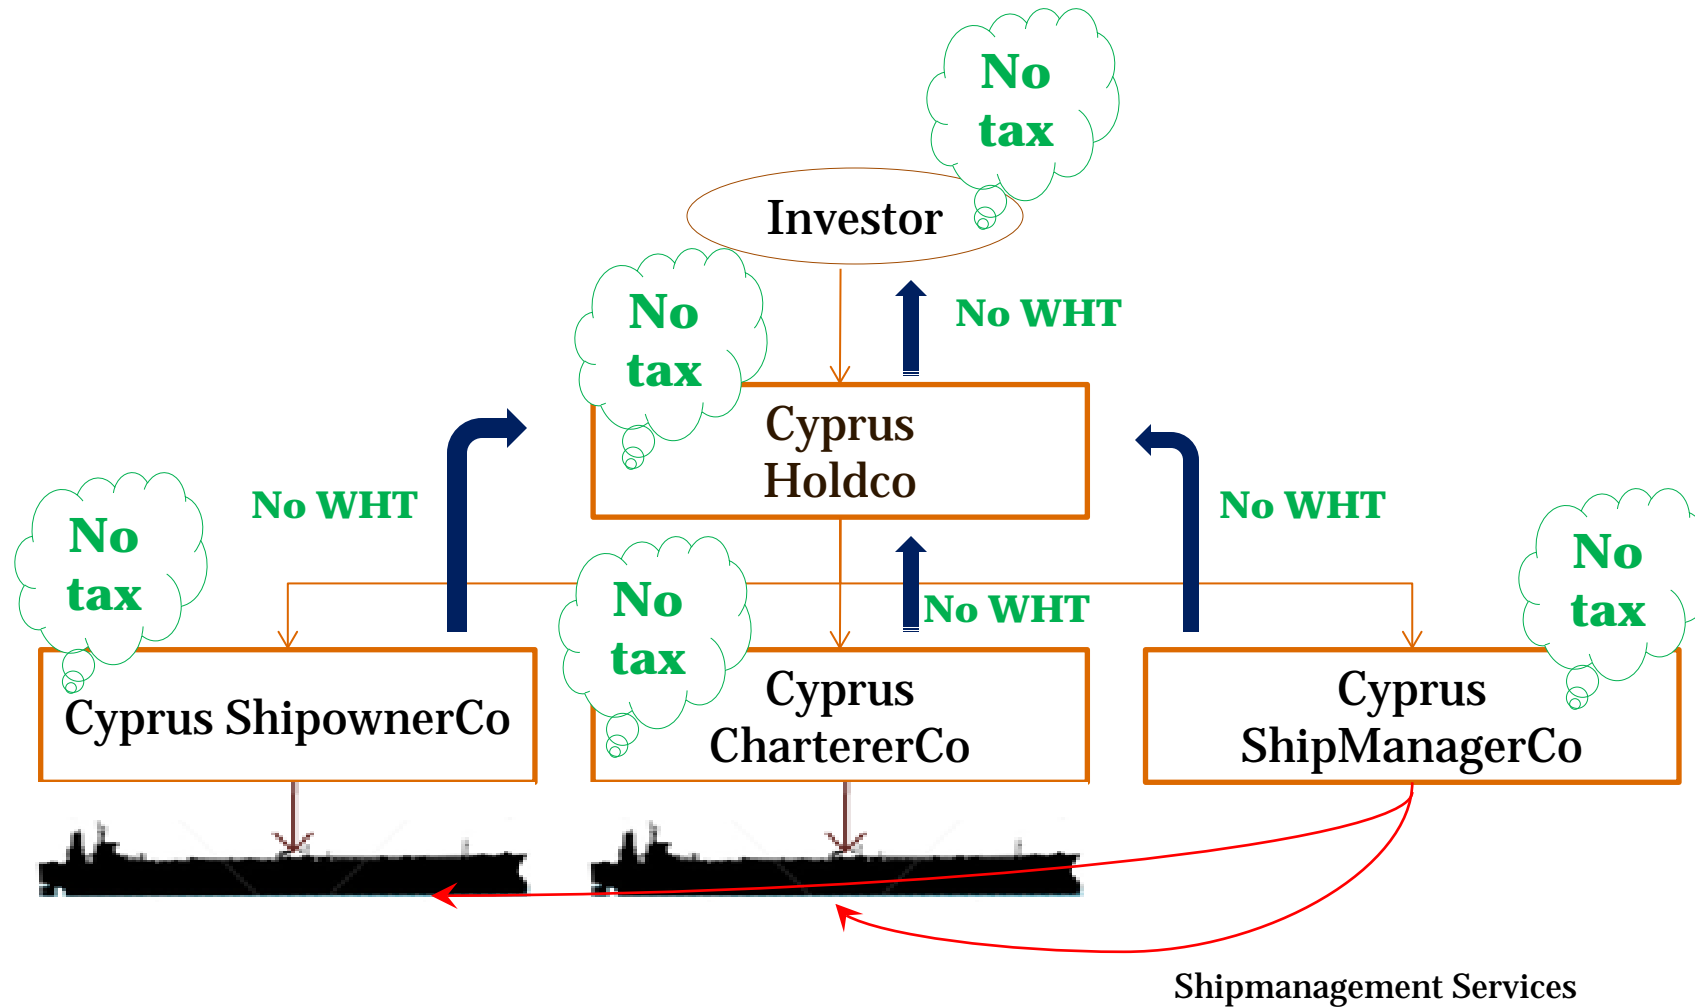 No
tax
Investor
No
tax
No WHT
Cyprus
Holdco
No WHT
No WHT
No
tax
No
tax
No WHT
No
tax
Cyprus ShipownerCo
Cyprus
ChartererCo
Cyprus
ShipManagerCo
Shipmanagement Services